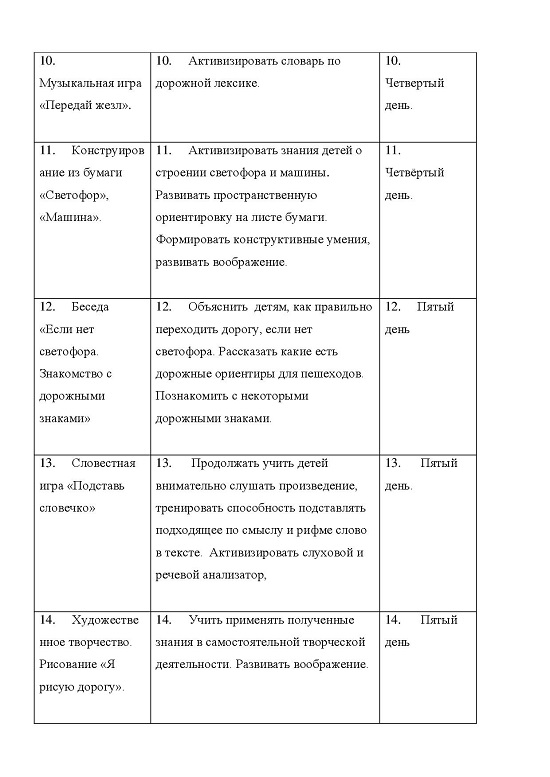 10.
Музыкальная игра
«Передай жезл».
10. Активизировать словарь по
дорожной лексике.
10.
Четвертый
день.
11. Конструиров
ание из бумаги
«Светофор»,
«Машина».
11. Активизировать знания детей о
строении светофора и машины.
Развивать пространственную
ориентировку на листе бумаги.
Формировать конструктивные умения,
развивать воображение.
11.
Четвёртый
день.
12. Беседа
«Если нет
светофора.
Знакомство с
дорожными
знаками»
12. Объяснить детям, как правильно
переходить дорогу, если нет
светофора. Рассказать какие есть
дорожные ориентиры для пешеходов.
Познакомить с некоторыми
дорожными знаками.
12. Пятый
день
13. Словестная
игра «Подставь
словечко»
13. Продолжать учить детей
внимательно слушать произведение,
тренировать способность подставлять
подходящее по смыслу и рифме слово
в тексте. Активизировать слуховой и
речевой анализатор,
13. Пятый
день.
14. Художестве
нное творчество.
Рисование «Я
рисую дорогу».
14. Учить применять полученные
знания в самостоятельной творческой
деятельности. Развивать воображение.
14. Пятый
день